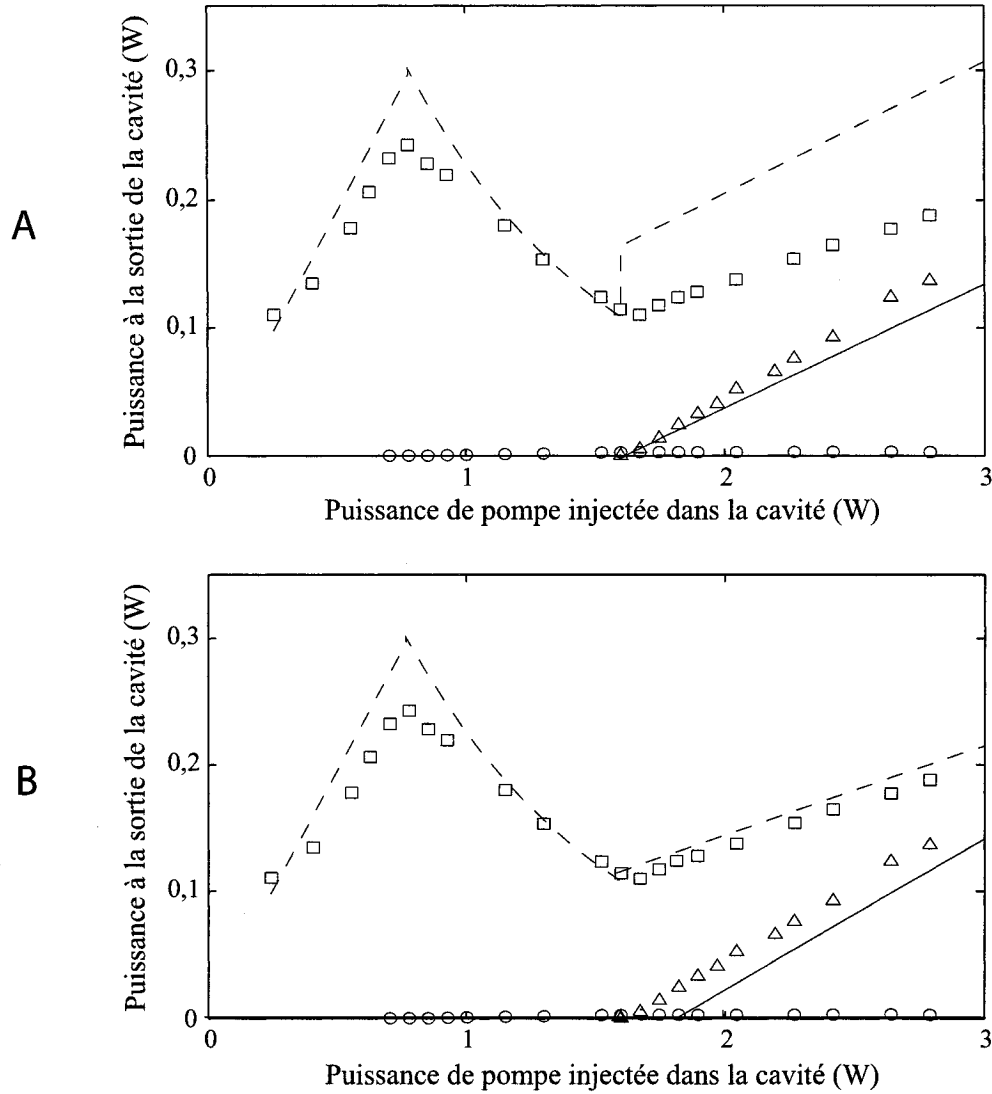 A
Puissance à la sortie de la cavité (W)
0,3
0,2
0,1
0
0
1
2
3
Puissance de pompe injectée dans la cavité (W)
B
Puissance à la sortie de la cavité (W)
0,3
0,2
0,1
0
0
1
2
3
Puissance de pompe injectée dans la cavité (W)